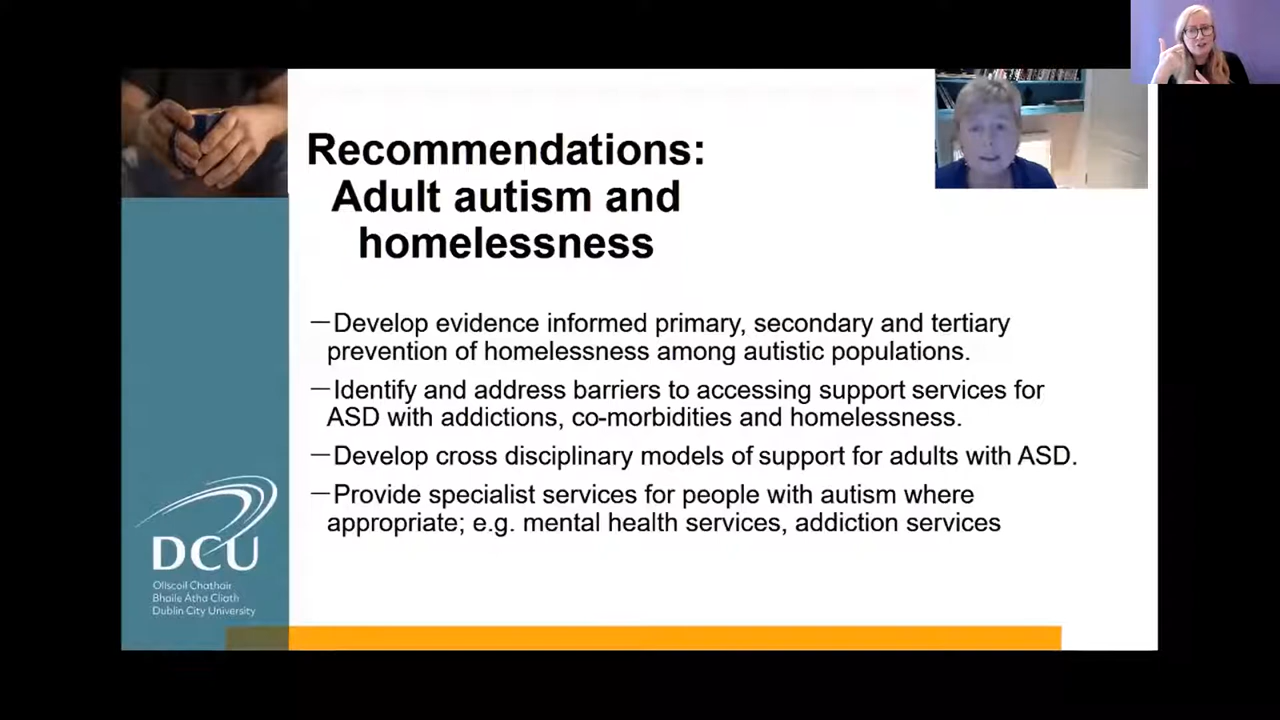 Recommendations:
Adult autism and
homelessness
—Develop evidence informed primary, secondary and tertiary
prevention of homelessness among autistic populations.
—Identify and address barriers to accessing support services for
ASD with addictions, co-morbidities and homelessness.
—Develop cross disciplinary models of support for adults with ASD.
—Provide specialist services for people with autism where
appropriate; e.g. mental health services, addiction services
DCU
Ollscoil Chathair
Bhaile Átha Cliath
Dublin City University